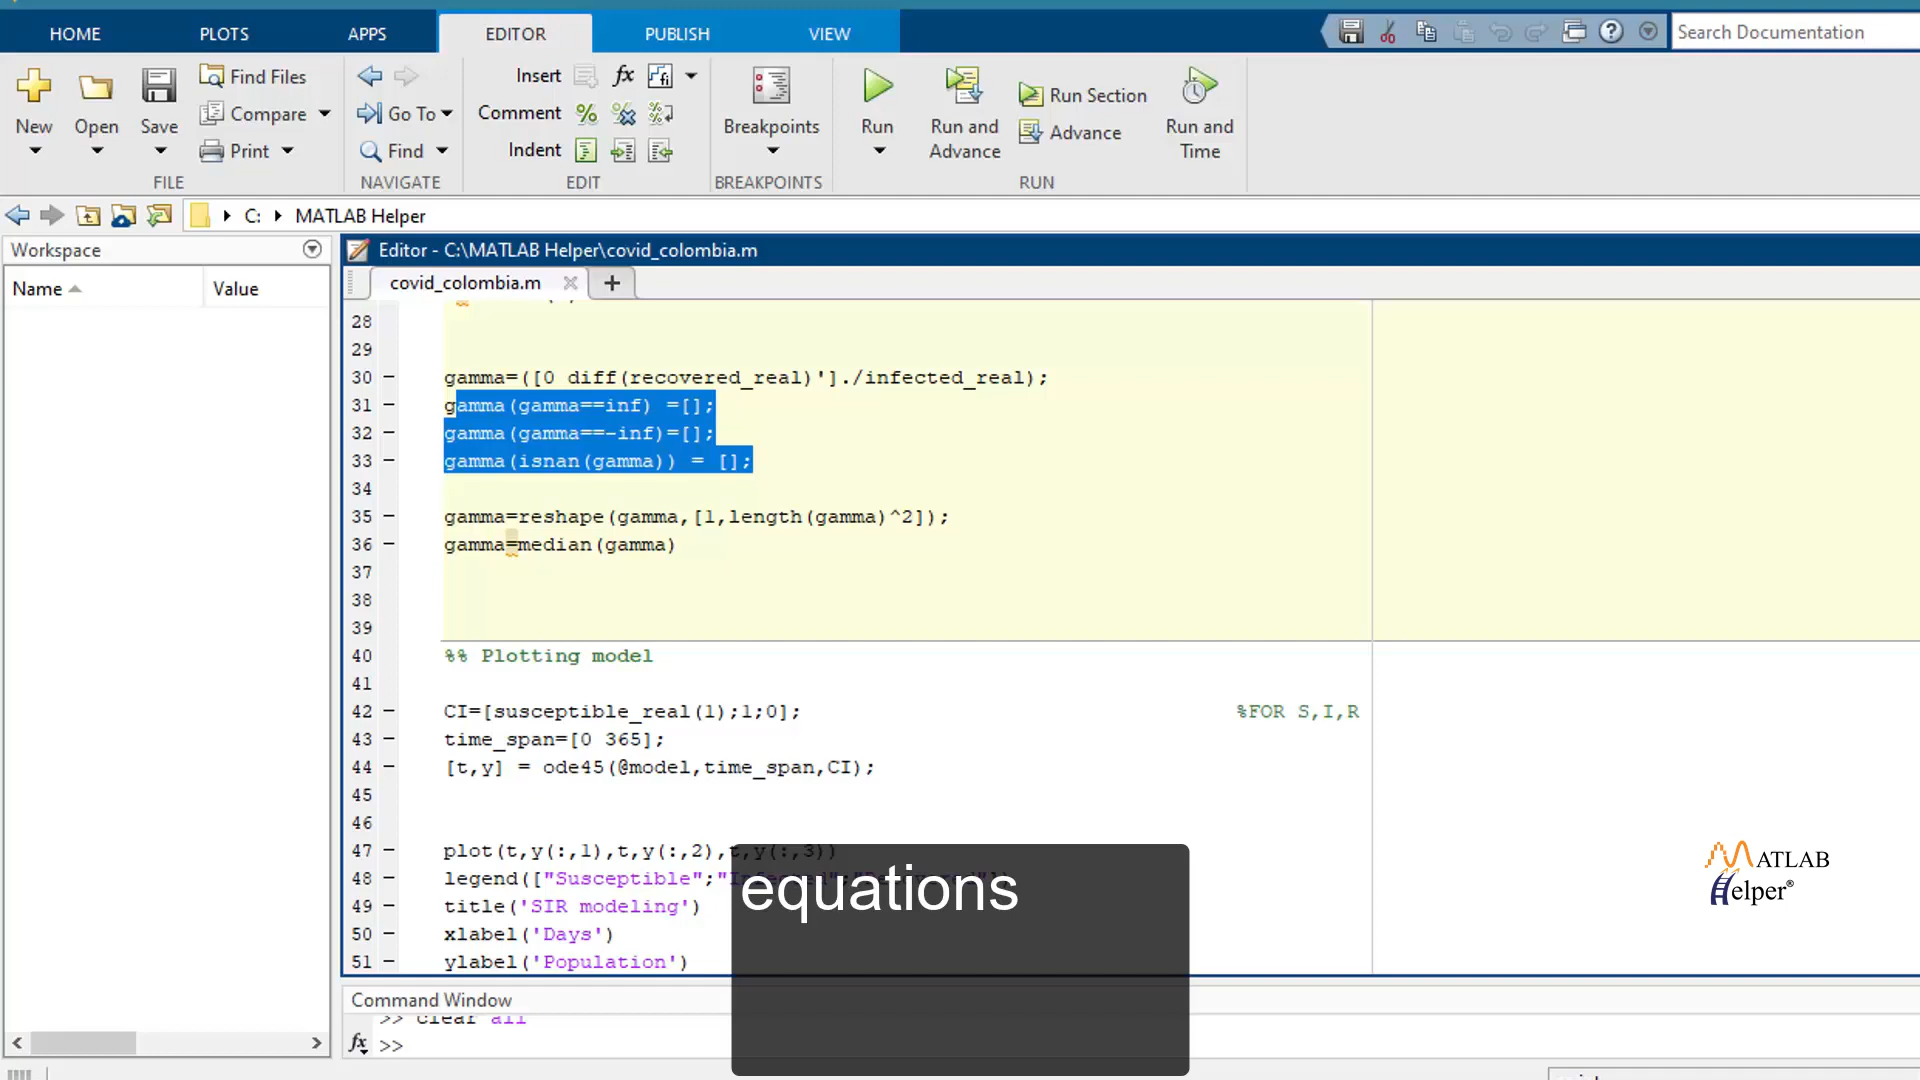 HOME PLOTS APPS EDITOR PUBLISH VIEW Search Documentation
New Open Save Find Files Compare Print
FILE
Go To Find
NAVIGATE
Insert fx
Comment
Indent
EDIT
Breakpoints
BREAKPOINTS
Run Run and Advance Run Section Advance Run and Time
RUN
C: MATLAB Helper
Workspace
Name Value
Editor - C:\MATLAB Helper\covid_colombia.m
covid_colombia.m
28
29
30 gamma=([0 diff(recovered_real)']./infected_real);
31 gamma(gamma==inf) =[];
32 gamma(gamma==-inf)=[];
33 gamma(isnan(gamma)) = [];
34
35 gamma=reshape(gamma,[1,length(gamma)^2]);
36 gamma=median(gamma)
37
38
39
40 %% Plotting model
41
42 CI=[susceptible_real(1);1;0]; %FOR S,I,R
43 time_span=[0 365];
44 [t,y] = ode45(@model,time_span,CI);
45
46
47 plot(t,y(:,1),t,y(:,2),t,y(:,3))
48 legend(["Susceptible";"Infected";
49 title('SIR modeling')
50 xlabel('Days')
51 ylabel('Population')
equations
MATLAB
Helper®
Command Window
>> clear all
fx >>